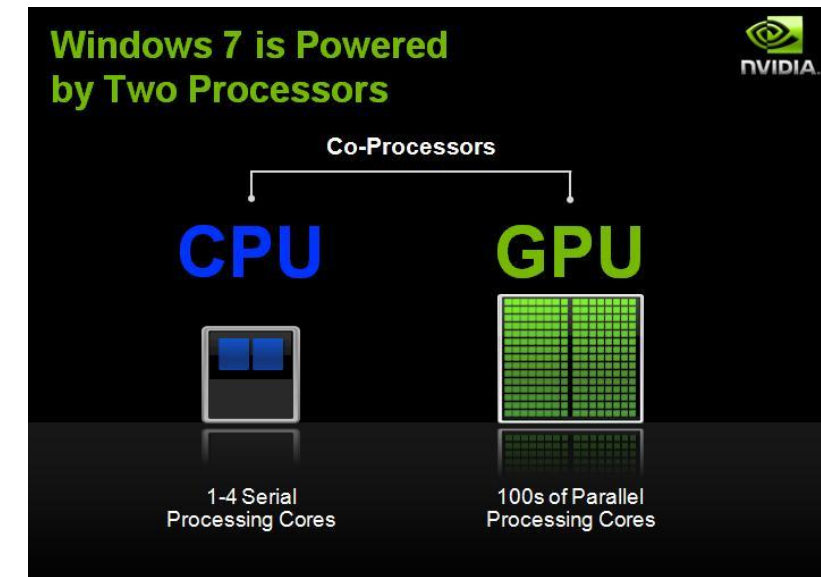 Windows 7 is Powered
by Two Processors
NVIDIA.
Co-Processors
CPU
GPU
1-4 Serial
Processing Cores
100s of Parallel
Processing Cores